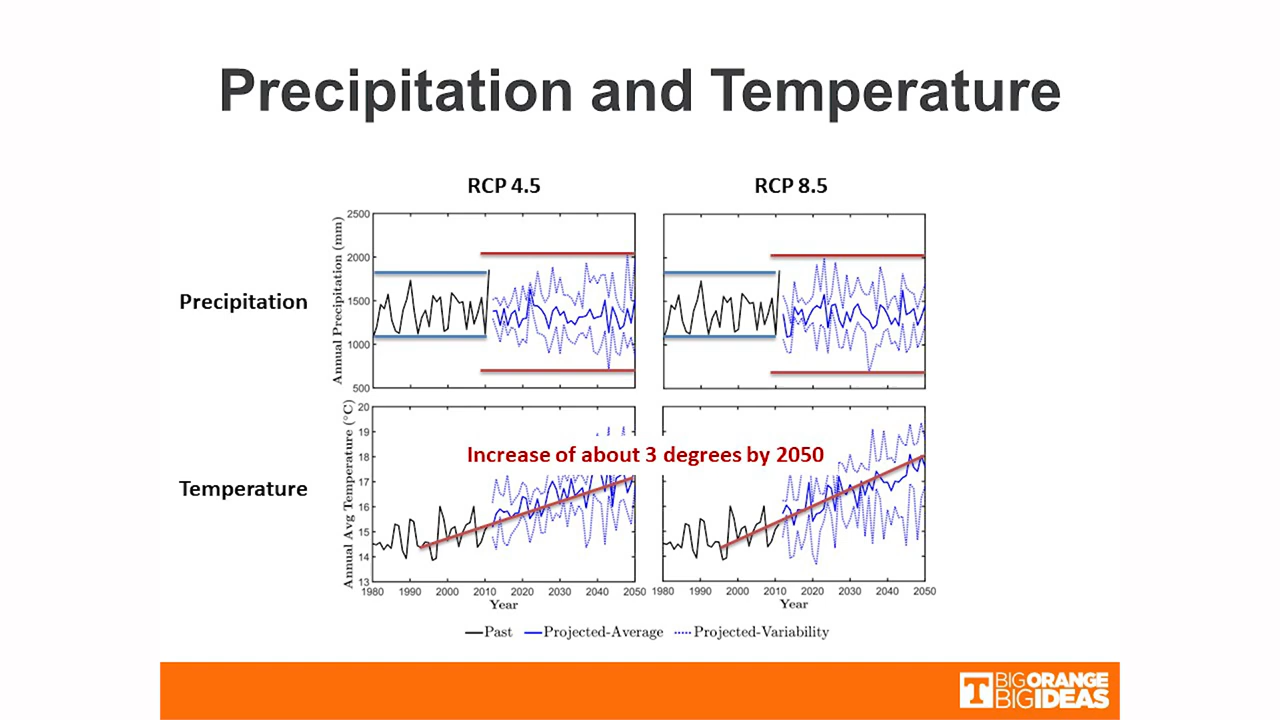 Precipitation and Temperature
RCP 4.5
RCP 8.5
Precipitation
Annual Precipitation (mm)
2500
2000
1500
1000
500
Temperature
Annual Avg Temperature (°C)
20
19
18
17
16
15
14
13
Increase of about 3 degrees by 2050
1980 1990 2000 2010 2020 2030 2040 2050
1980 1990 2000 2010 2020 2030 2040 2050
Year
Year
Past Projected-Average Projected-Variability
T BIG ORANGE
BIG IDEAS